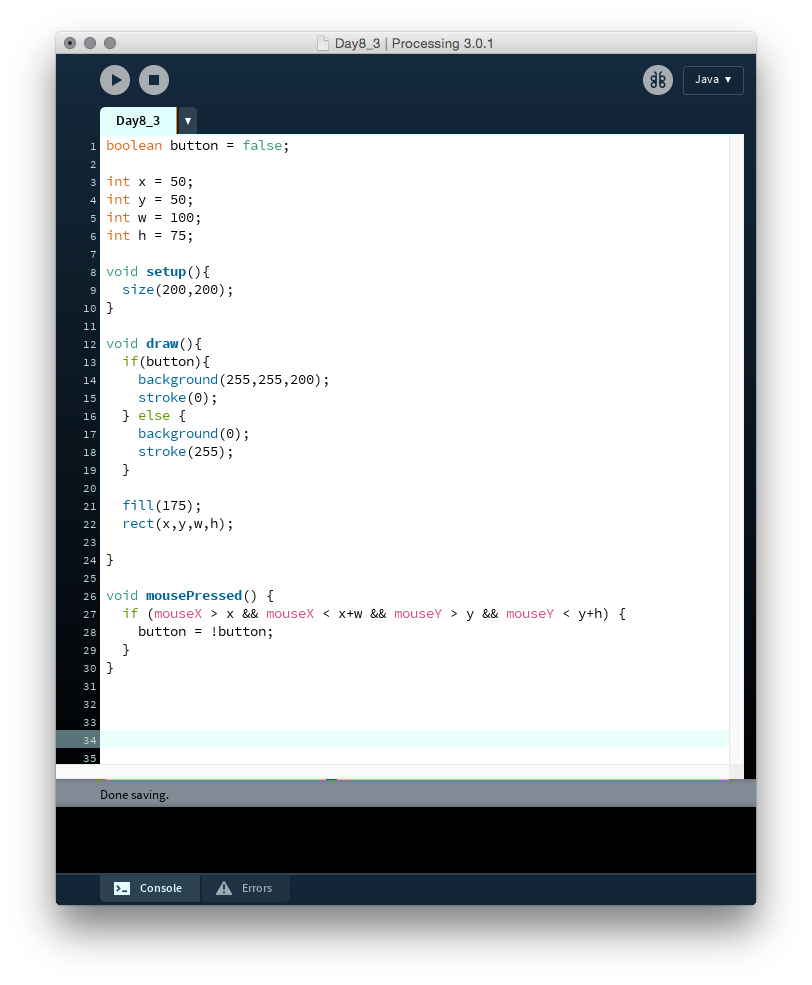 Day8_3 | Processing 3.0.1
Java ▼
Day8_3 ▼
1 boolean button = false;
2
3 int x = 50;
4 int y = 50;
5 int w = 100;
6 int h = 75;
7
8 void setup(){
9   size(200,200);
10 }
11
12 void draw(){
13   if(button){
14     background(255,255,200);
15     stroke(0);
16   } else {
17     background(0);
18     stroke(255);
19   }
20
21   fill(175);
22   rect(x,y,w,h);
23
24 }
25
26 void mousePressed() {
27   if (mouseX > x && mouseX < x+w && mouseY > y && mouseY < y+h) {
28     button = !button;
29   }
30 }
31
32
33
34
35
Done saving.
Console Errors